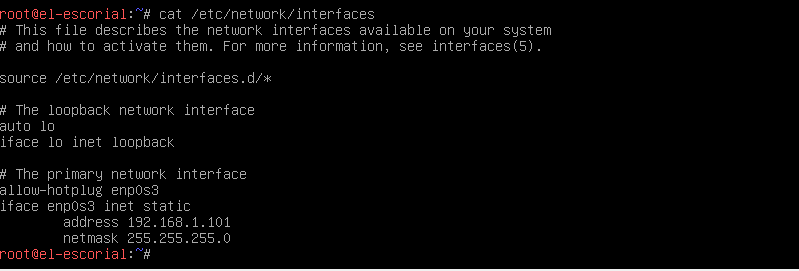 root@el-escorial:~# cat /etc/network/interfaces
# This file describes the network interfaces available on your system
# and how to activate them. For more information, see interfaces(5).
source /etc/network/interfaces.d/*
# The loopback network interface
auto lo
iface lo inet loopback
# The primary network interface
allow-hotplug enp0s3
iface enp0s3 inet static
address 192.168.1.101
netmask 255.255.255.0
root@el-escorial:~#